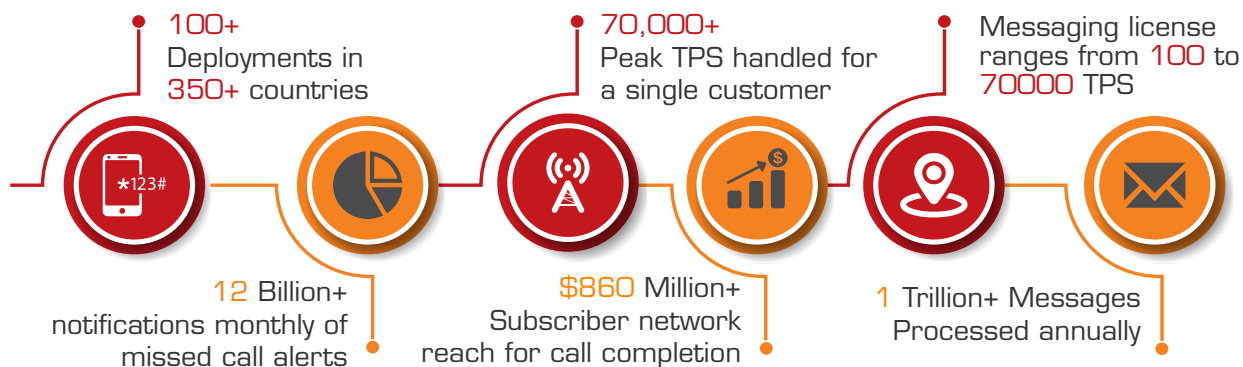 100+
Deployments in
350+ countries
70,000+
Peak TPS handled for
a single customer
Messaging license
ranges from 100 to
70000 TPS
*123#
$
12 Billion+
notifications monthly of
missed call alerts
$860 Million+
Subscriber network
reach for call completion
1 Trillion+ Messages
Processed annually